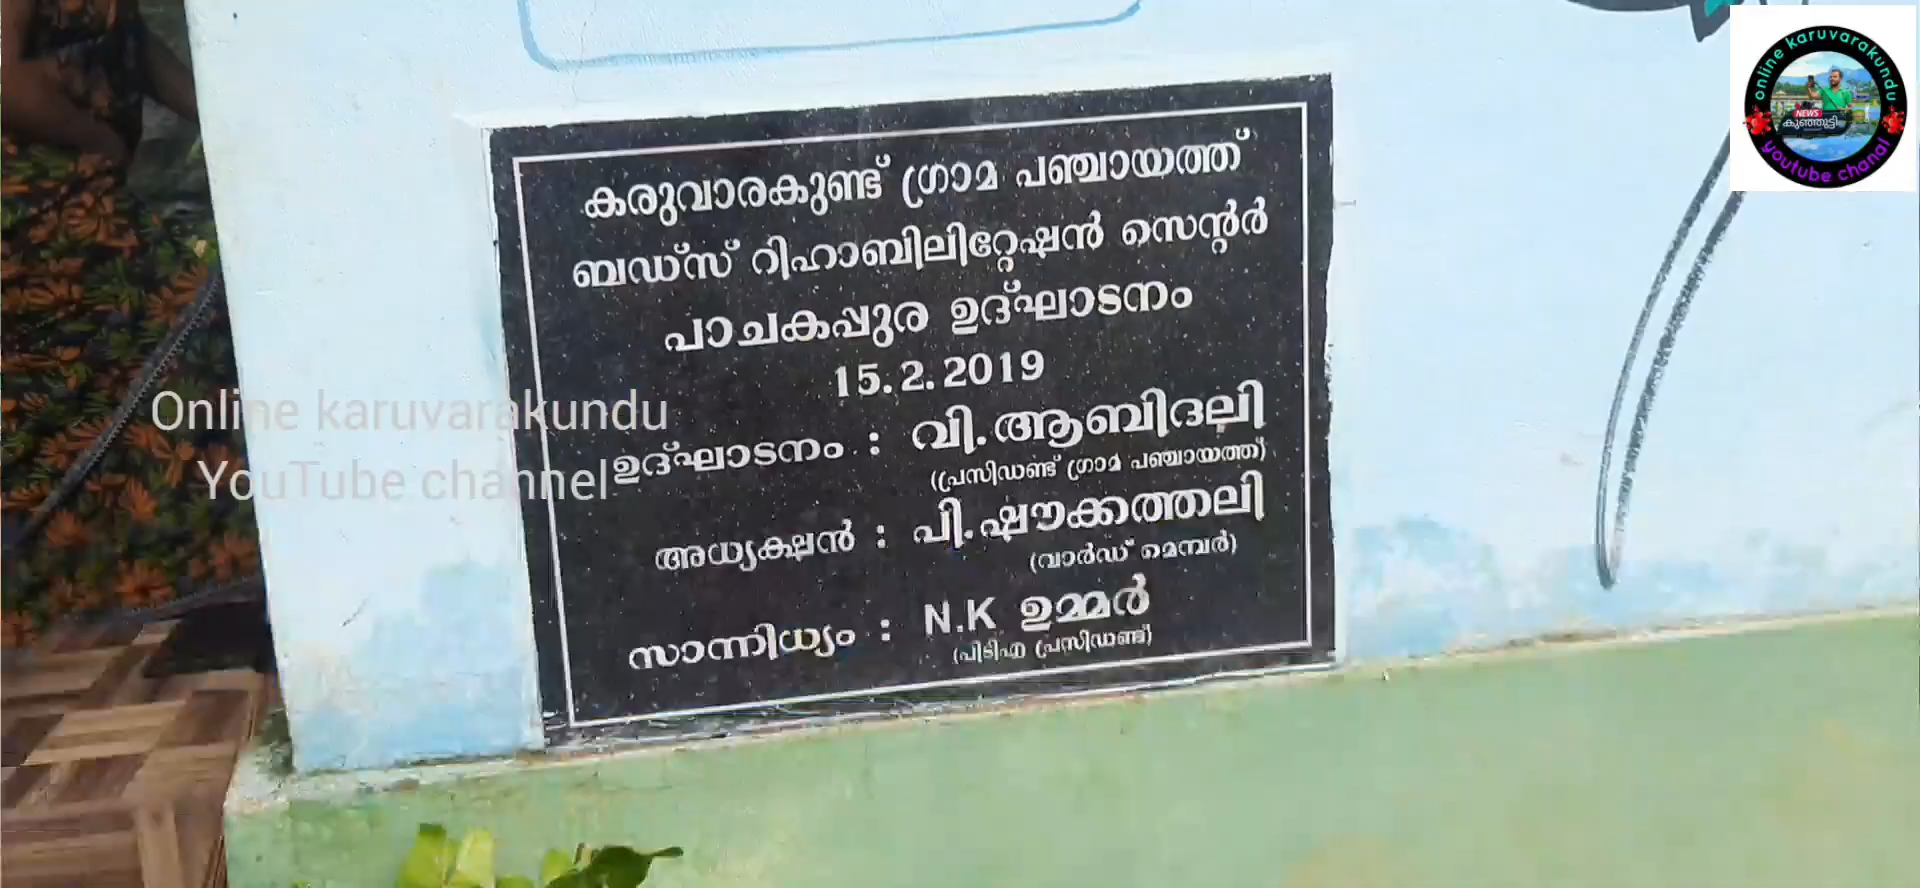 കരുവാരകുണ്ട് ഗ്രാമ പഞ്ചായത്ത്
ബഡ്സ് റിഹാബിലിറ്റേഷൻ സെന്റർ
പാചകപ്പുര ഉദ്ഘാടനം
15.2.2019
ഉദ്ഘാടനം : വി.ആബിദലി
(പ്രസിഡണ്ട് ഗ്രാമ പഞ്ചായത്ത്)
അധ്യക്ഷൻ : പി.ഷൗക്കത്തലി
(വാർഡ് മെമ്പർ)
സാന്നിധ്യം : N.K ഉമ്മർ
(പിടിഎ പ്രസിഡണ്ട്)
Online karuvarakundu
YouTube channel
online karuvarakundu
NEWS
കുഞ്ഞുട്ടി
youtube chanal